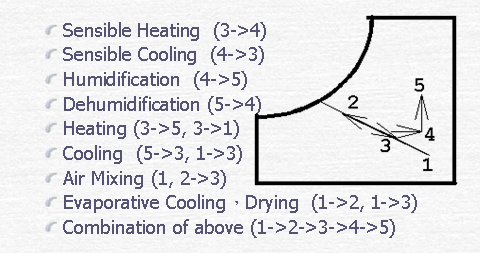 Sensible Heating (3->4)
Sensible Cooling (4->3)
Humidification (4->5)
Dehumidification (5->4)
Heating (3->5, 3->1)
Cooling (5->3, 1->3)
Air Mixing (1, 2->3)
Evaporative Cooling，Drying (1->2, 1->3)
Combination of above (1->2->3->4->5)
5
2
4
3
1